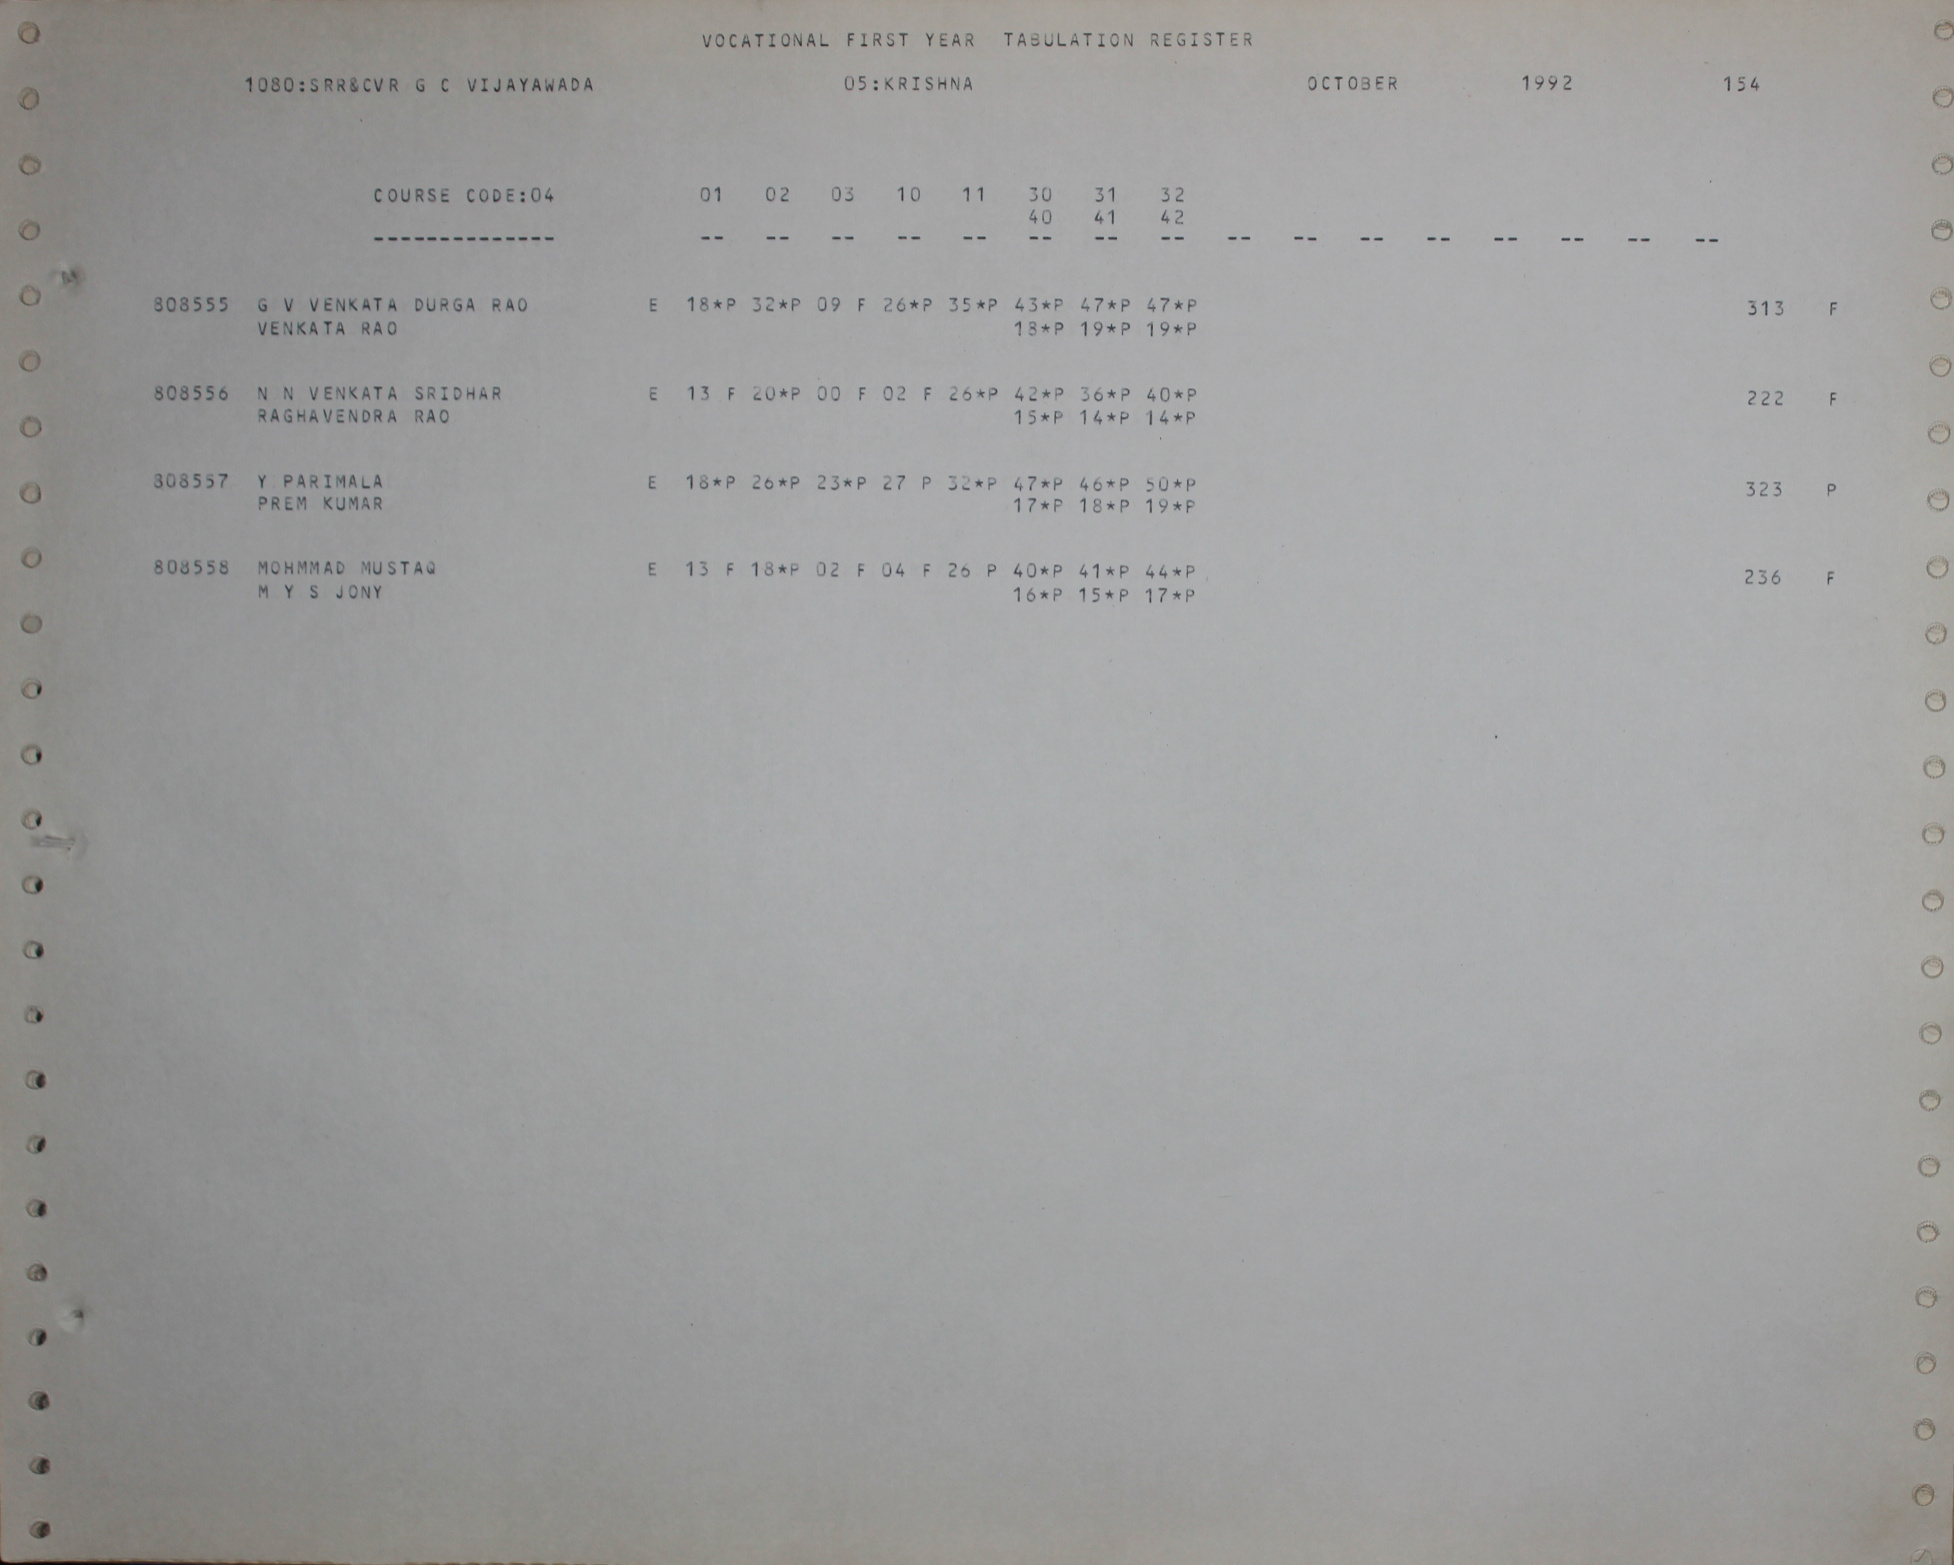 VOCATIONAL FIRST YEAR TABULATION REGISTER
1080:SRR&CVR G C VIJAYAWADA 05:KRISHNA OCTOBER 1992 154
COURSE CODE:04 01 02 03 10 11 30 31 32
40 41 42
-------------- -- -- -- -- -- -- -- -- -- -- -- -- -- -- -- --
808555 G V VENKATA DURGA RAO E 18*P 32*P 09 F 26*P 35*P 43*P 47*P 47*P 313 F
VENKATA RAO 18*P 19*P 19*P
808556 N N VENKATA SRIDHAR E 13 F 20*P 00 F 02 F 26*P 42*P 36*P 40*P 222 F
RAGHAVENDRA RAO 15*P 14*P 14*P
808557 Y PARIMALA E 18*P 26*P 23*P 27 P 32*P 47*P 46*P 50*P 323 P
PREM KUMAR 17*P 18*P 19*P
808558 MOHMMAD MUSTAQ E 13 F 18*P 02 F 04 F 26 P 40*P 41*P 44*P 236 F
M Y S JONY 16*P 15*P 17*P